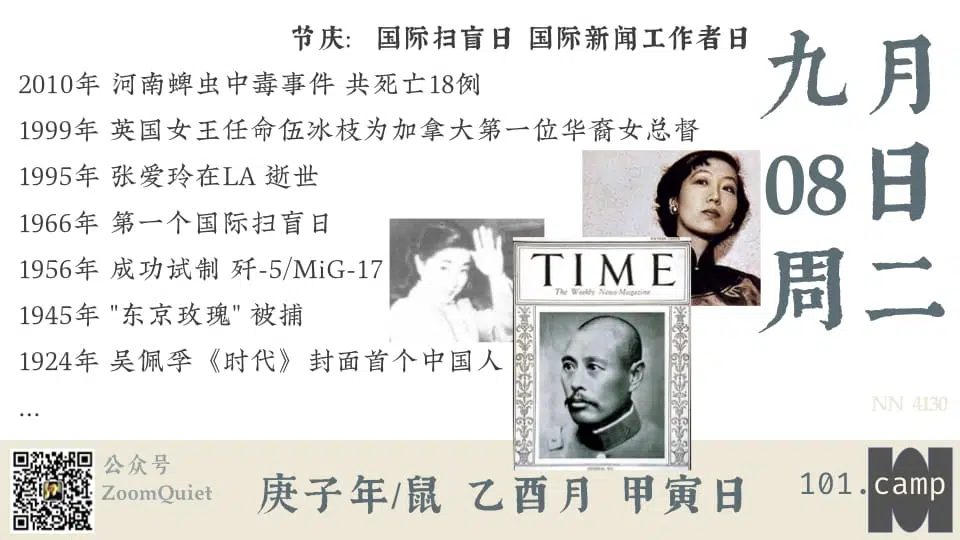 节庆: 国际扫盲日 国际新闻工作者日
2010年 河南蜱虫中毒事件 共死亡18例
1999年 英国女王任命伍冰枝为加拿大第一位华裔女总督
1995年 张爱玲在LA 逝世
1966年 第一个国际扫盲日
1956年 成功试制 歼-5/MiG-17
1945年 "东京玫瑰" 被捕
1924年 吴佩孚《时代》 封面首个中国人
...
九月
08日
周二
TIME
The Weekly News-Magazine
NN 4130
公众号
ZoomQuiet
庚子年/鼠 乙酉月 甲寅日
101.camp